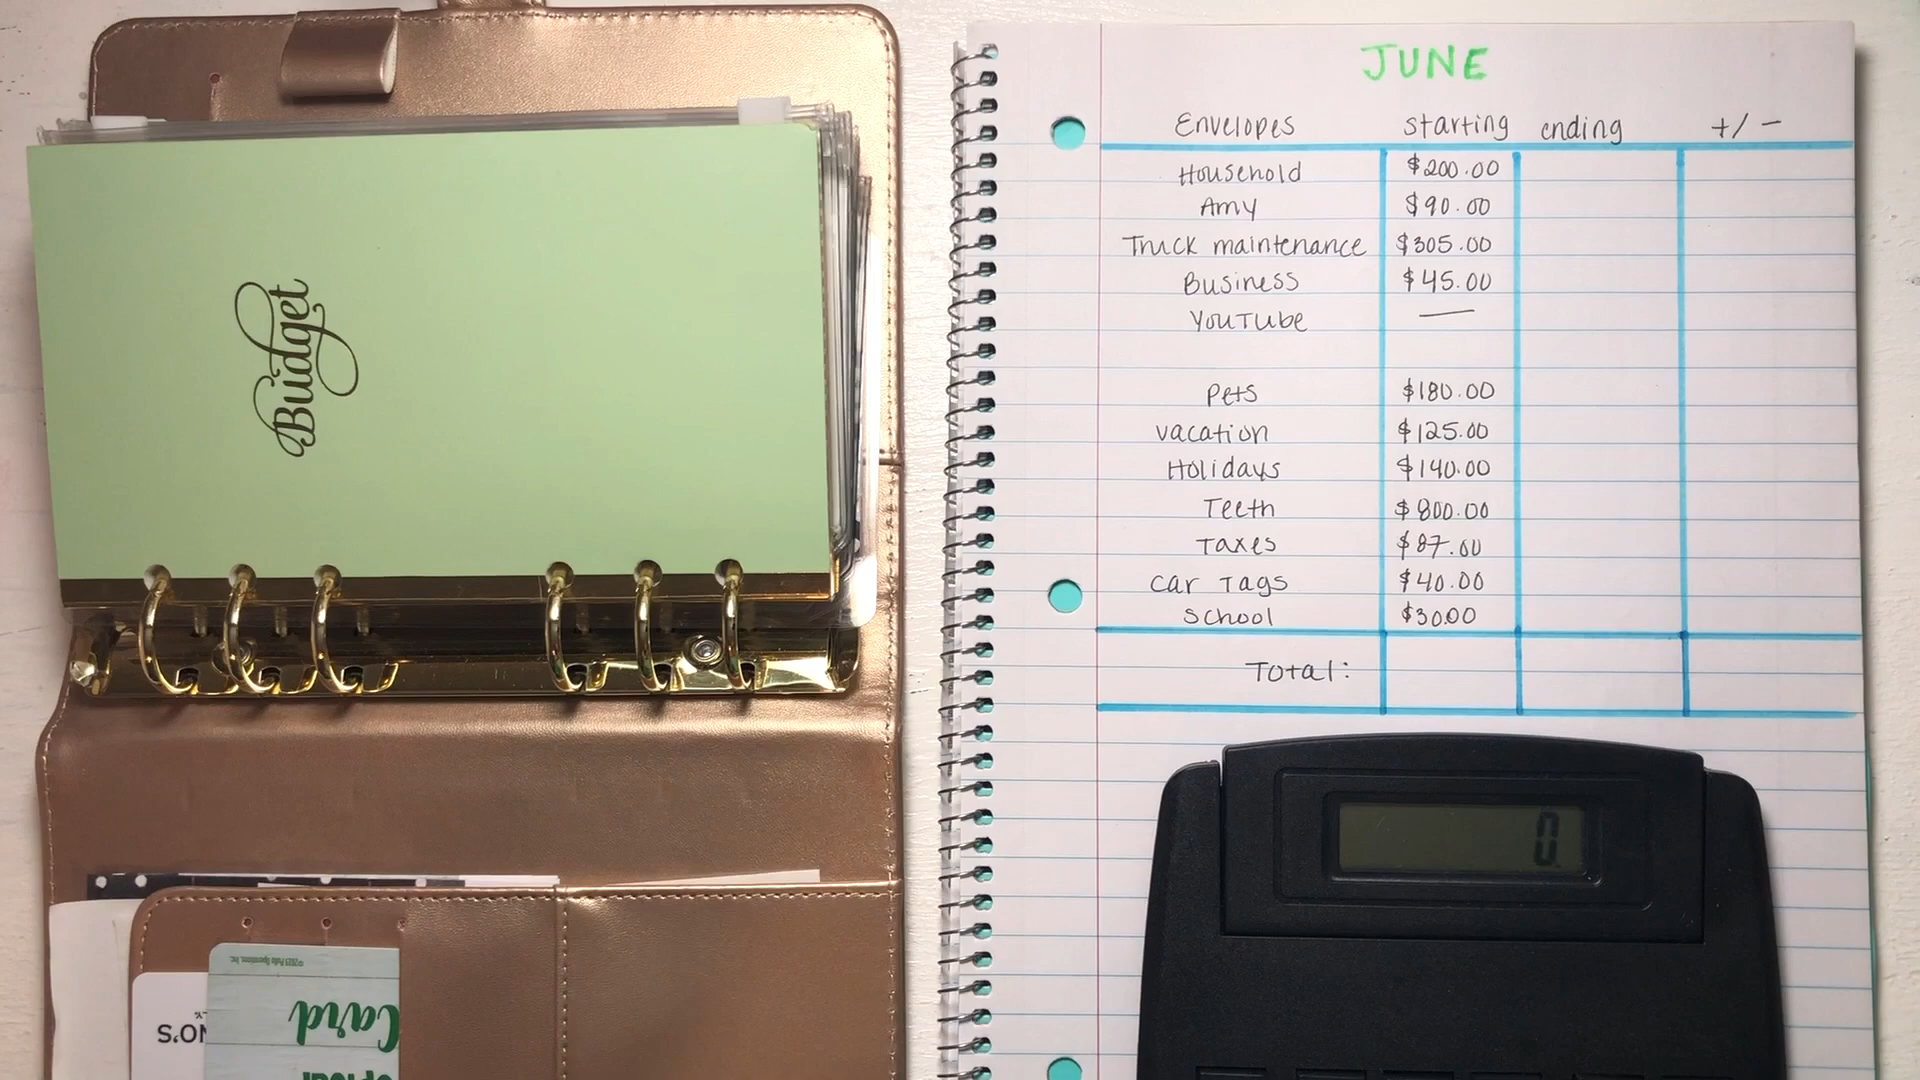 Budget
JUNE
Envelopes starting ending +/-
Household $200.00
Amy $90.00
Truck maintenance $305.00
Business $45.00
YouTube —
Pets $180.00
vacation $125.00
Holidays $140.00
Teeth $800.00
Taxes $87.00
Car Tags $40.00
School $30.00
Total:
0.
Card